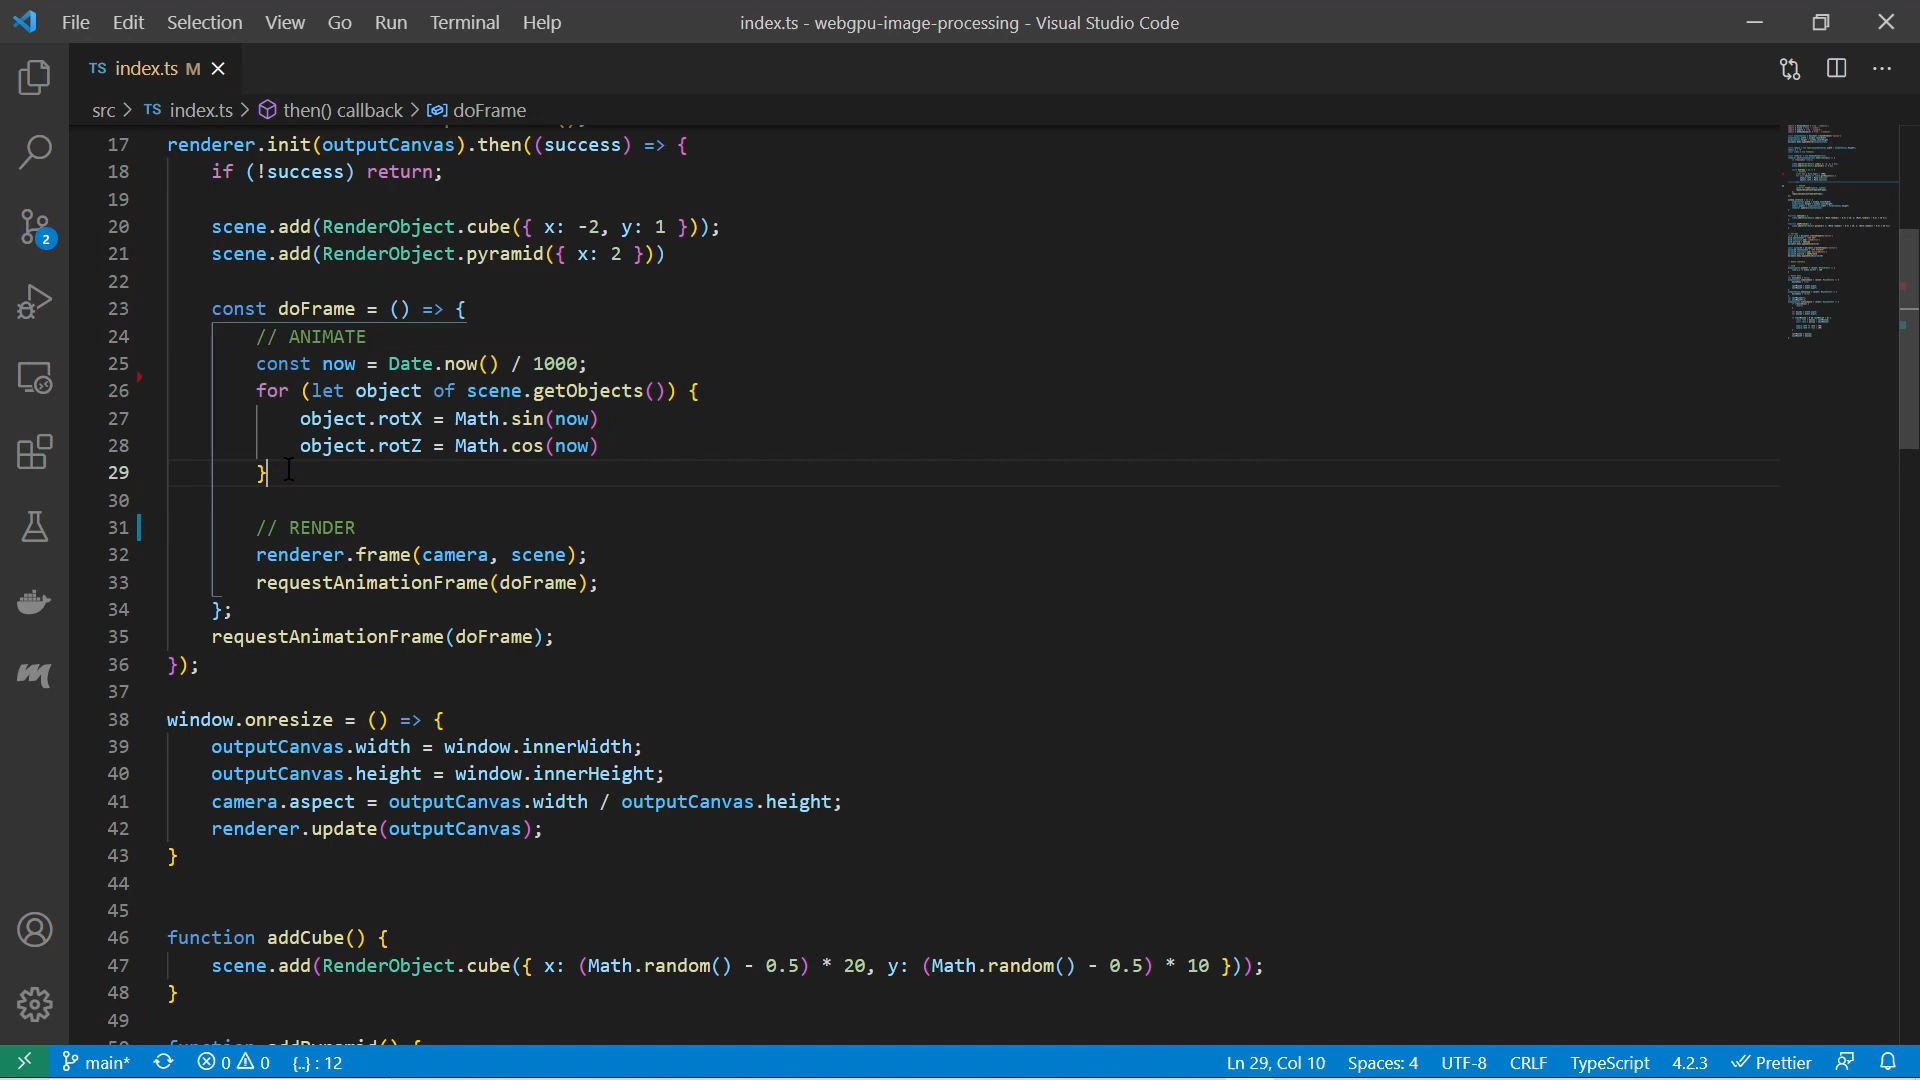 File Edit Selection View Go Run Terminal Help index.ts - webgpu-image-processing - Visual Studio Code
TS index.ts M
src > TS index.ts > then() callback > doFrame
17 renderer.init(outputCanvas).then((success) => {
18 if (!success) return;
19
20 scene.add(RenderObject.cube({ x: -2, y: 1 }));
21 scene.add(RenderObject.pyramid({ x: 2 }))
22
23 const doFrame = () => {
24 // ANIMATE
25 const now = Date.now() / 1000;
26 for (let object of scene.getObjects()) {
27 object.rotX = Math.sin(now)
28 object.rotZ = Math.cos(now)
29 }
30
31 // RENDER
32 renderer.frame(camera, scene);
33 requestAnimationFrame(doFrame);
34 };
35 requestAnimationFrame(doFrame);
36 });
37
38 window.onresize = () => {
39 outputCanvas.width = window.innerWidth;
40 outputCanvas.height = window.innerHeight;
41 camera.aspect = outputCanvas.width / outputCanvas.height;
42 renderer.update(outputCanvas);
43 }
44
45
46 function addCube() {
47 scene.add(RenderObject.cube({ x: (Math.random() - 0.5) * 20, y: (Math.random() - 0.5) * 10 }));
48 }
49
2
main* 0 0 {..} : 12 Ln 29, Col 10 Spaces: 4 UTF-8 CRLF TypeScript 4.2.3 Prettier